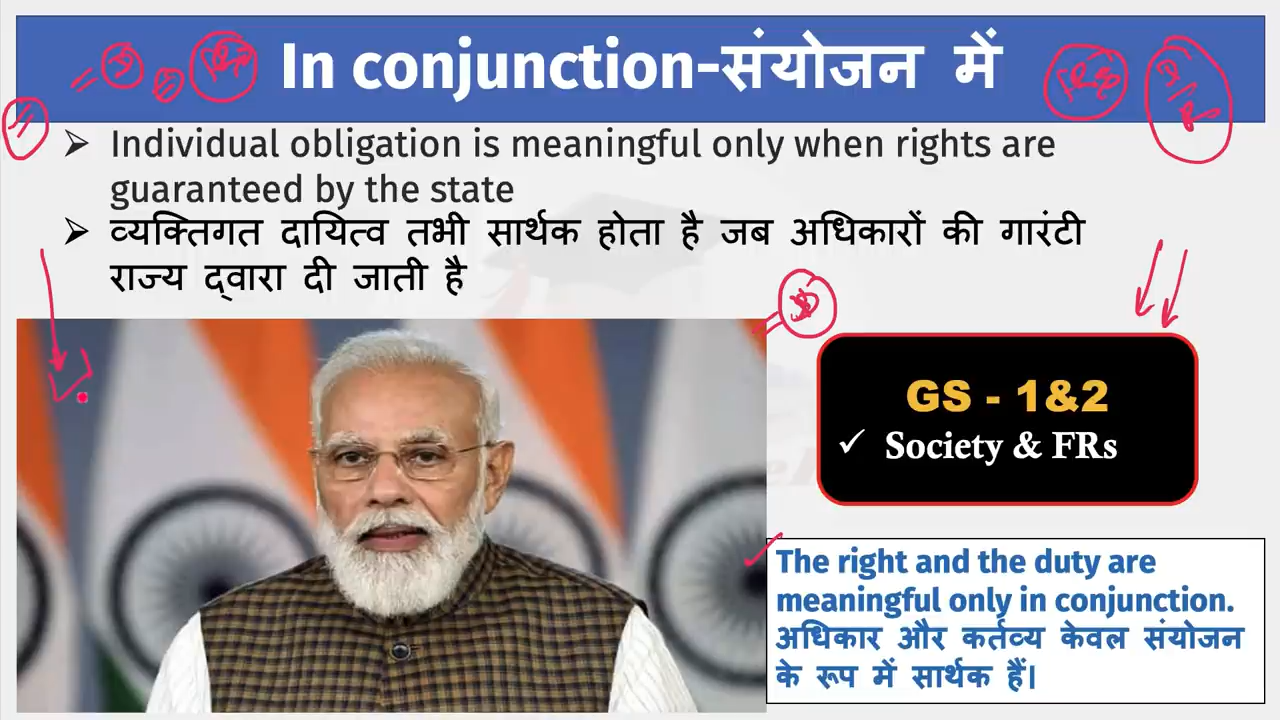 In conjunction-संयोजन में
➢ Individual obligation is meaningful only when rights are
guaranteed by the state
➢ व्यक्तिगत दायित्व तभी सार्थक होता है जब अधिकारों की गारंटी
राज्य द्वारा दी जाती है
GS - 1&2
✓ Society & FRs
The right and the duty are
meaningful only in conjunction.
अधिकार और कर्तव्य केवल संयोजन
के रूप में सार्थक हैं।